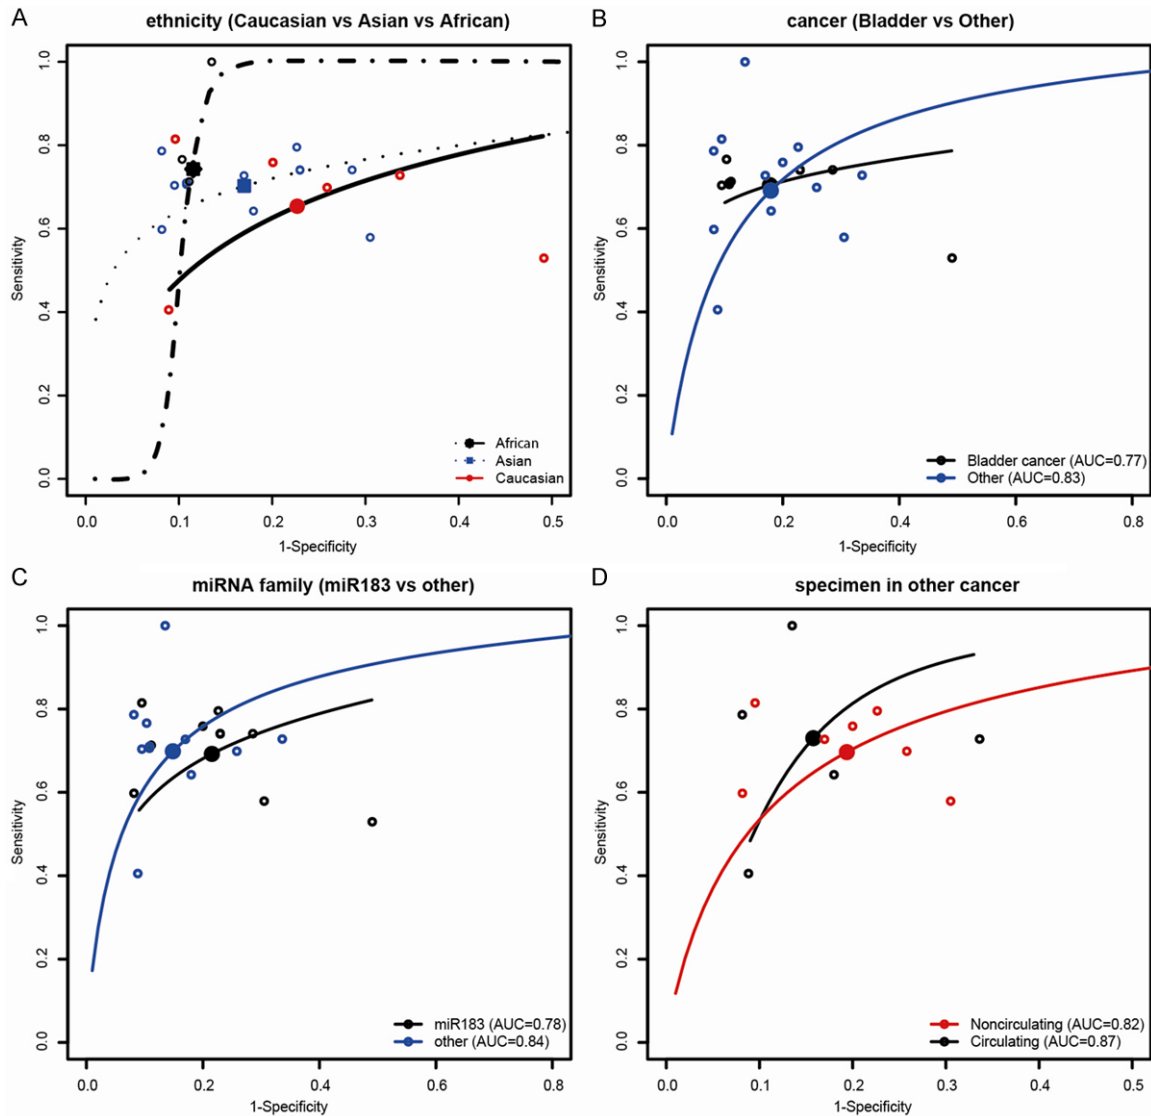 A
ethnicity (Caucasian vs Asian vs African)
Sensitivity
1.0
0.8
0.6
0.4
0.2
0.0
African
Asian
Caucasian
0.0 0.1 0.2 0.3 0.4 0.5
1-Specificity
B
cancer (Bladder vs Other)
Sensitivity
1.0
0.8
0.6
0.4
0.2
0.0
Bladder cancer (AUC=0.77)
Other (AUC=0.83)
0.0 0.2 0.4 0.6 0.8
1-Specificity
C
miRNA family (miR183 vs other)
Sensitivity
1.0
0.8
0.6
0.4
0.2
0.0
miR183 (AUC=0.78)
other (AUC=0.84)
0.0 0.2 0.4 0.6 0.8
1-Specificity
D
specimen in other cancer
Sensitivity
1.0
0.8
0.6
0.4
0.2
0.0
Noncirculating (AUC=0.82)
Circulating (AUC=0.87)
0.0 0.1 0.2 0.3 0.4 0.5
1-Specificity